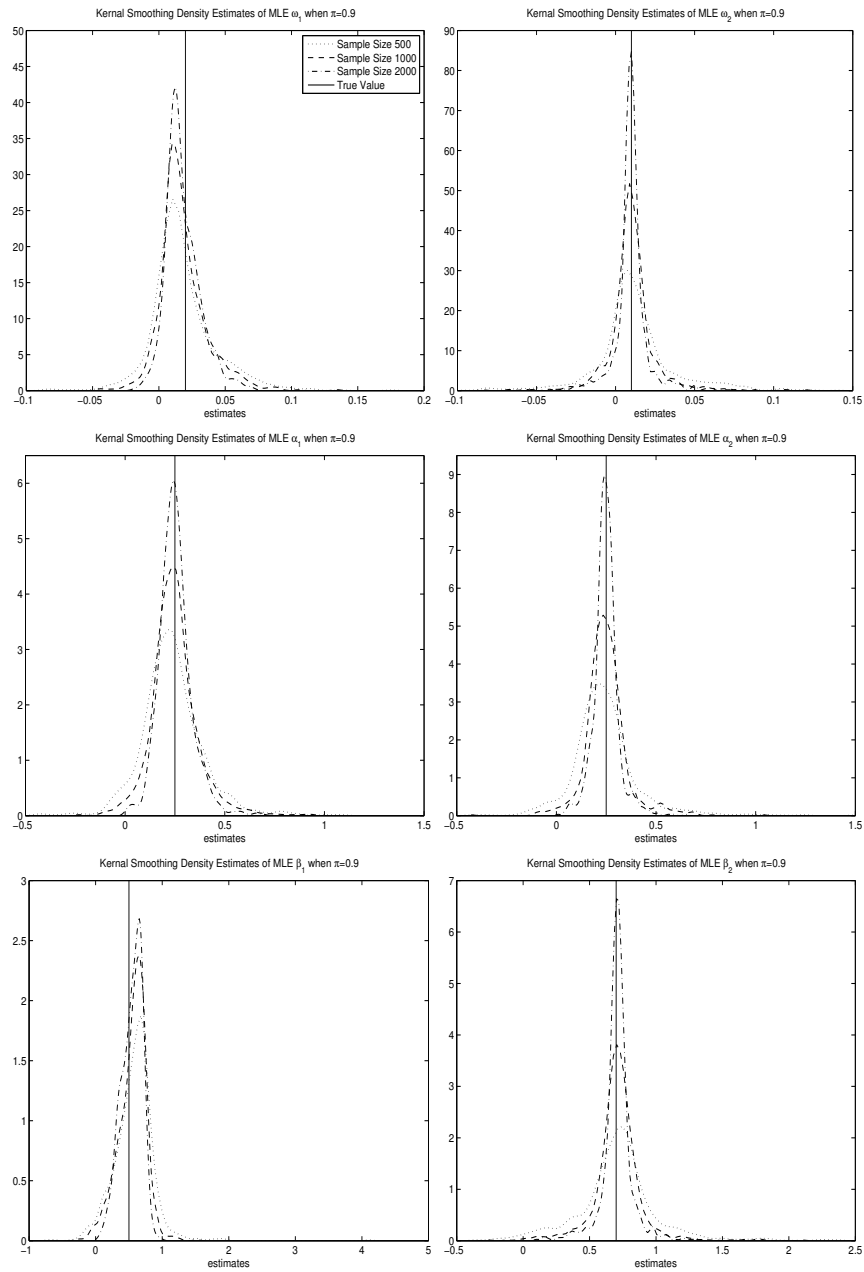 Kernal Smoothing Density Estimates of MLE ω₁ when π=0.9
50
45
40
35
30
25
20
15
10
5
0
−0.1 −0.05 0 0.05 0.1 0.15 0.2
estimates
Sample Size 500
Sample Size 1000
Sample Size 2000
True Value
Kernal Smoothing Density Estimates of MLE ω₂ when π=0.9
90
80
70
60
50
40
30
20
10
0
−0.1 −0.05 0 0.05 0.1 0.15
estimates
Kernal Smoothing Density Estimates of MLE α₁ when π=0.9
6
5
4
3
2
1
0
−0.5 0 0.5 1 1.5
estimates
Kernal Smoothing Density Estimates of MLE α₂ when π=0.9
9
8
7
6
5
4
3
2
1
0
−0.5 0 0.5 1 1.5
estimates
Kernal Smoothing Density Estimates of MLE β₁ when π=0.9
3
2.5
2
1.5
1
0.5
0
−1 0 1 2 3 4 5
estimates
Kernal Smoothing Density Estimates of MLE β₂ when π=0.9
7
6
5
4
3
2
1
0
−0.5 0 0.5 1 1.5 2 2.5
estimates